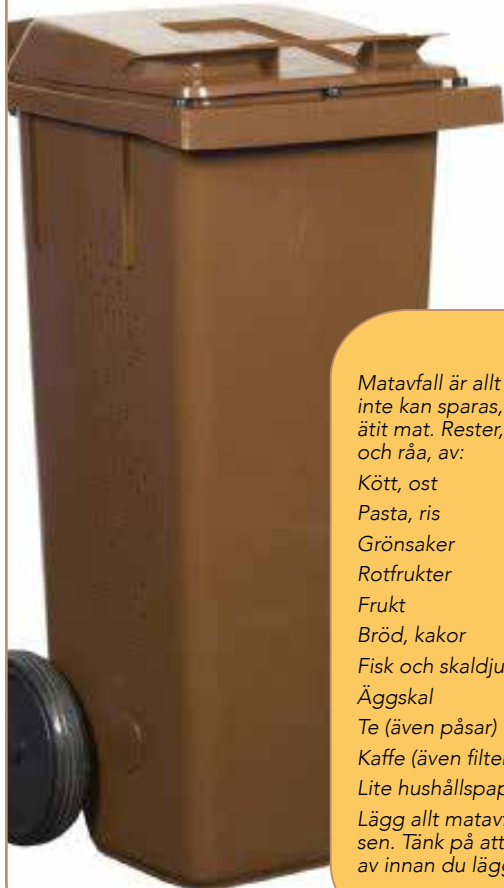 Matavfall är allt
inte kan sparas,
ätit mat. Rester,
och råa, av:
Kött, ost
Pasta, ris
Grönsaker
Rotfrukter
Frukt
Bröd, kakor
Fisk och skaldju
Äggskal
Te (även påsar)
Kaffe (även filter
Lite hushållspap
Lägg allt matavf
sen. Tänk på att
av innan du lägg